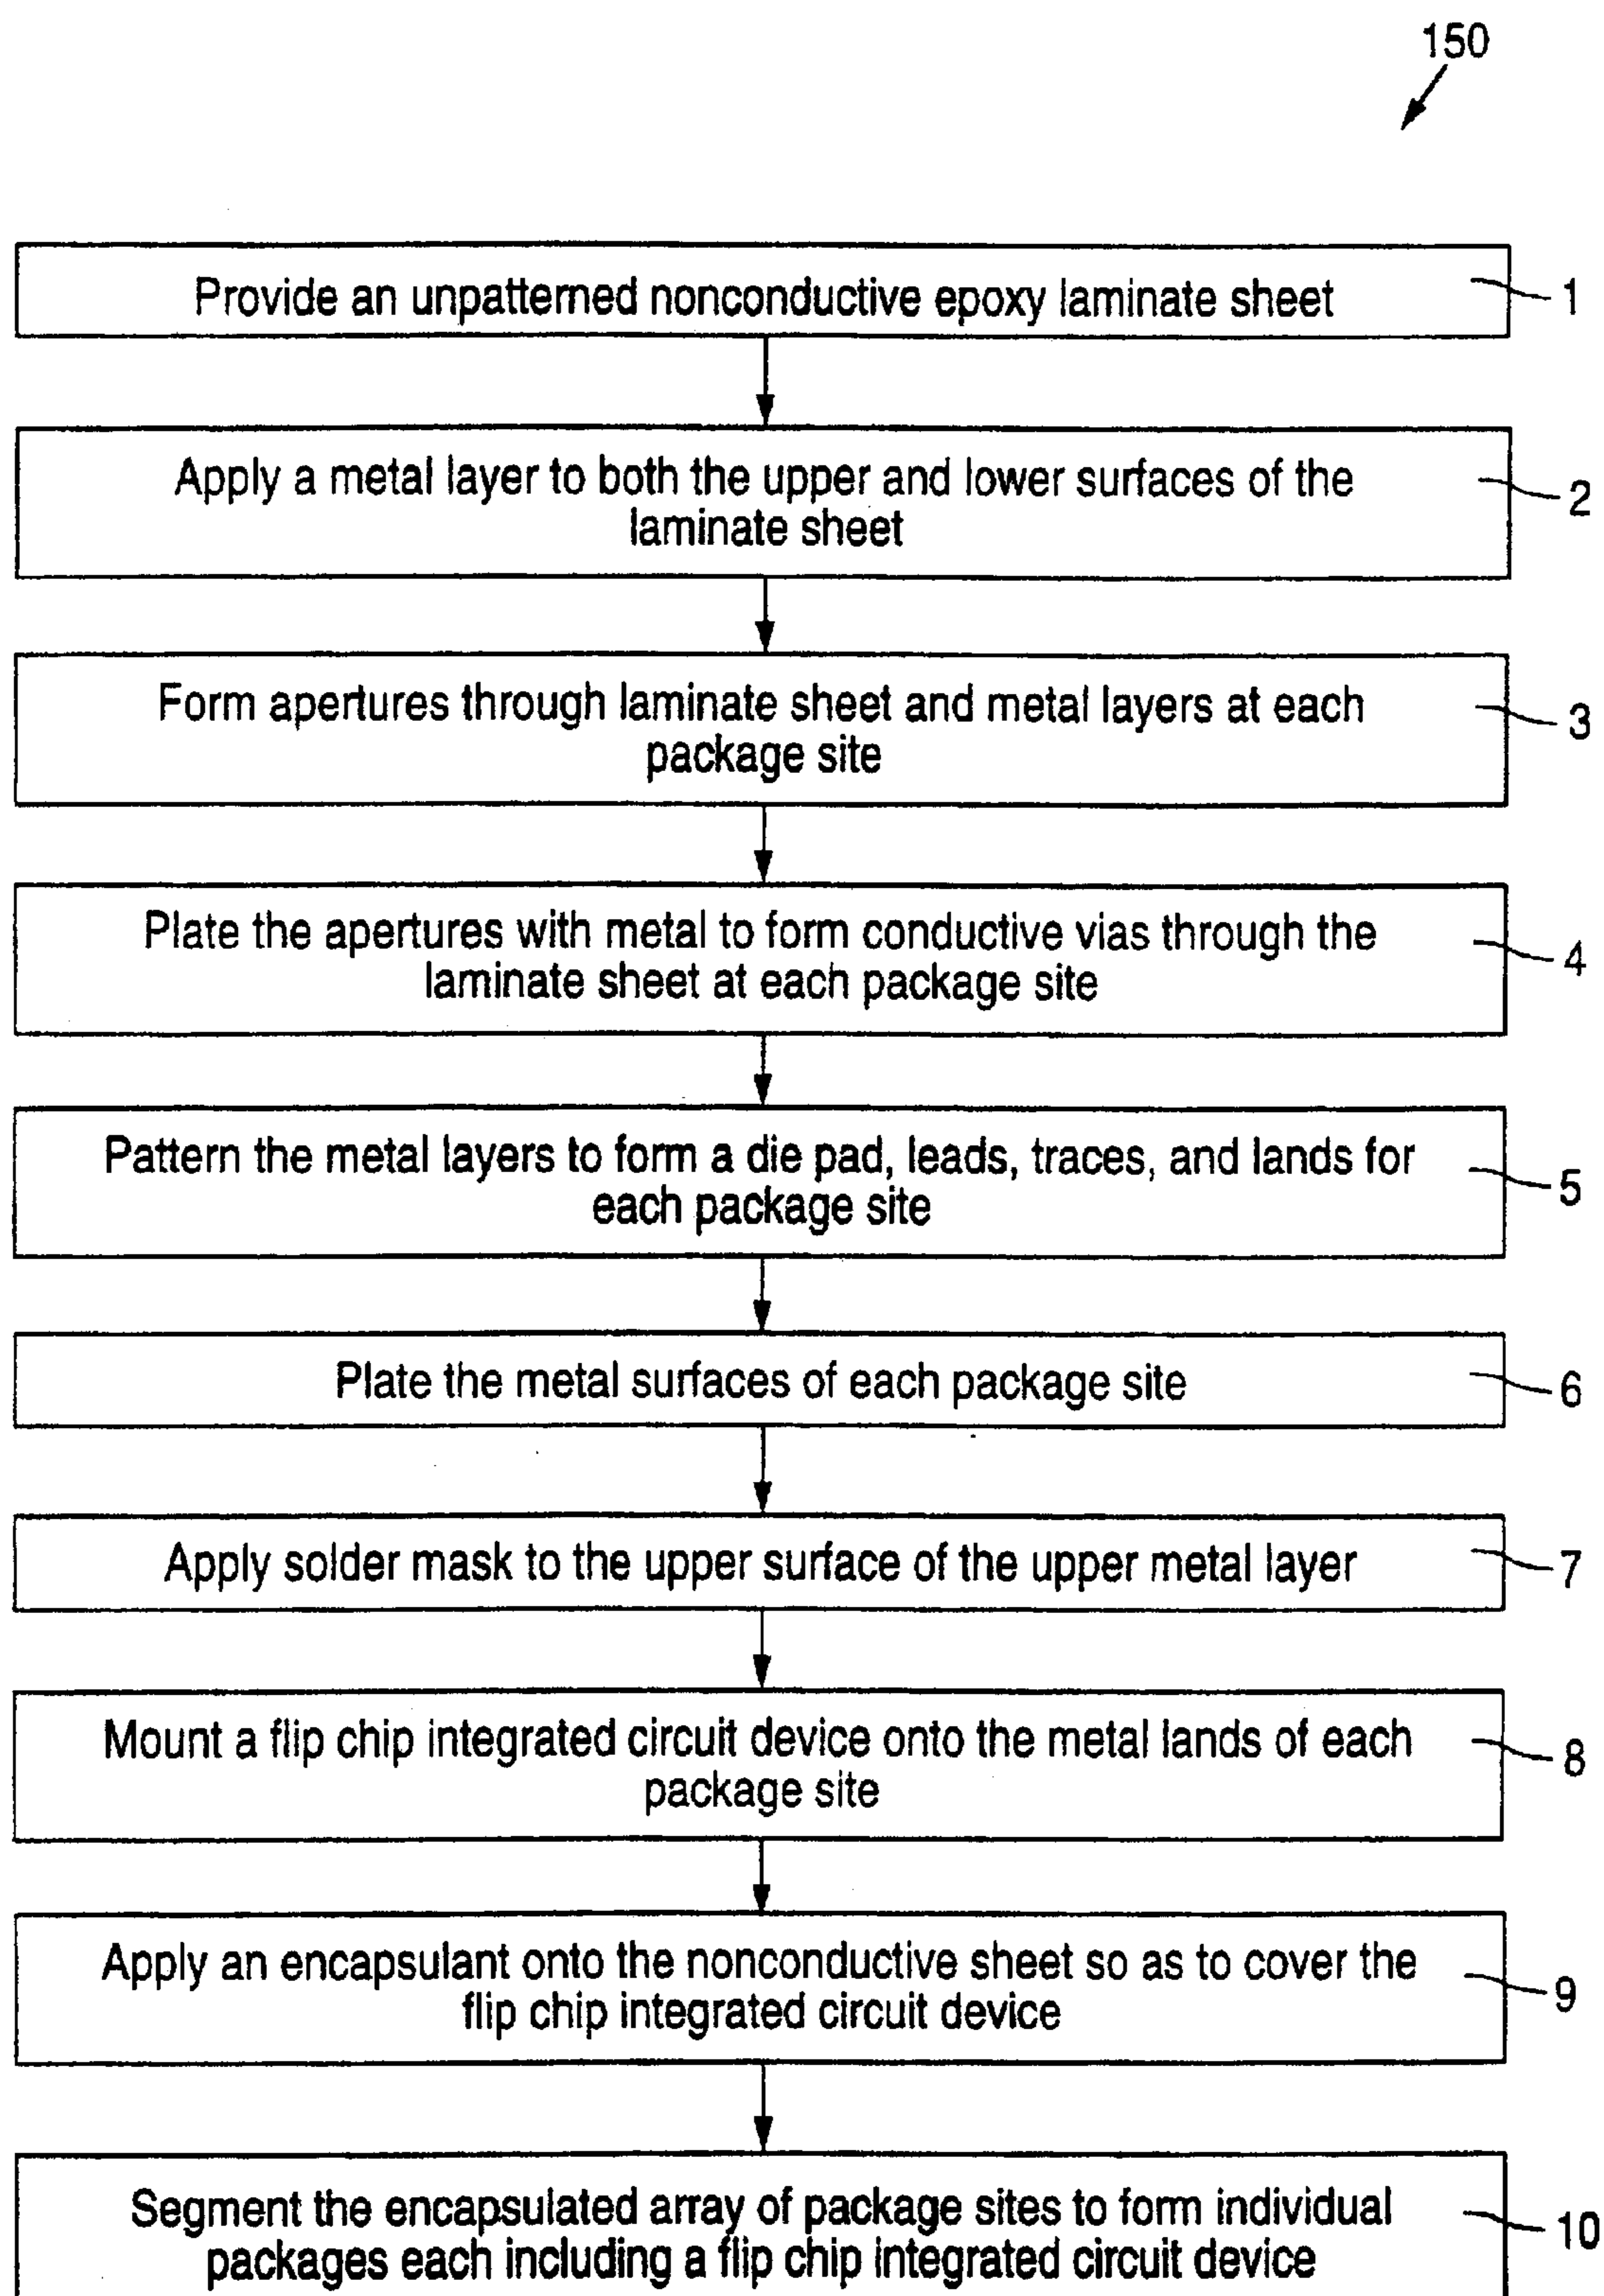 150
Provide an unpatterned nonconductive epoxy laminate sheet
1
Apply a metal layer to both the upper and lower surfaces of the
laminate sheet
2
Form apertures through laminate sheet and metal layers at each
package site
3
Plate the apertures with metal to form conductive vias through the
laminate sheet at each package site
4
Pattern the metal layers to form a die pad, leads, traces, and lands for
each package site
5
Plate the metal surfaces of each package site
6
Apply solder mask to the upper surface of the upper metal layer
7
Mount a flip chip integrated circuit device onto the metal lands of each
package site
8
Apply an encapsulant onto the nonconductive sheet so as to cover the
flip chip integrated circuit device
9
Segment the encapsulated array of package sites to form individual
packages each including a flip chip integrated circuit device
10